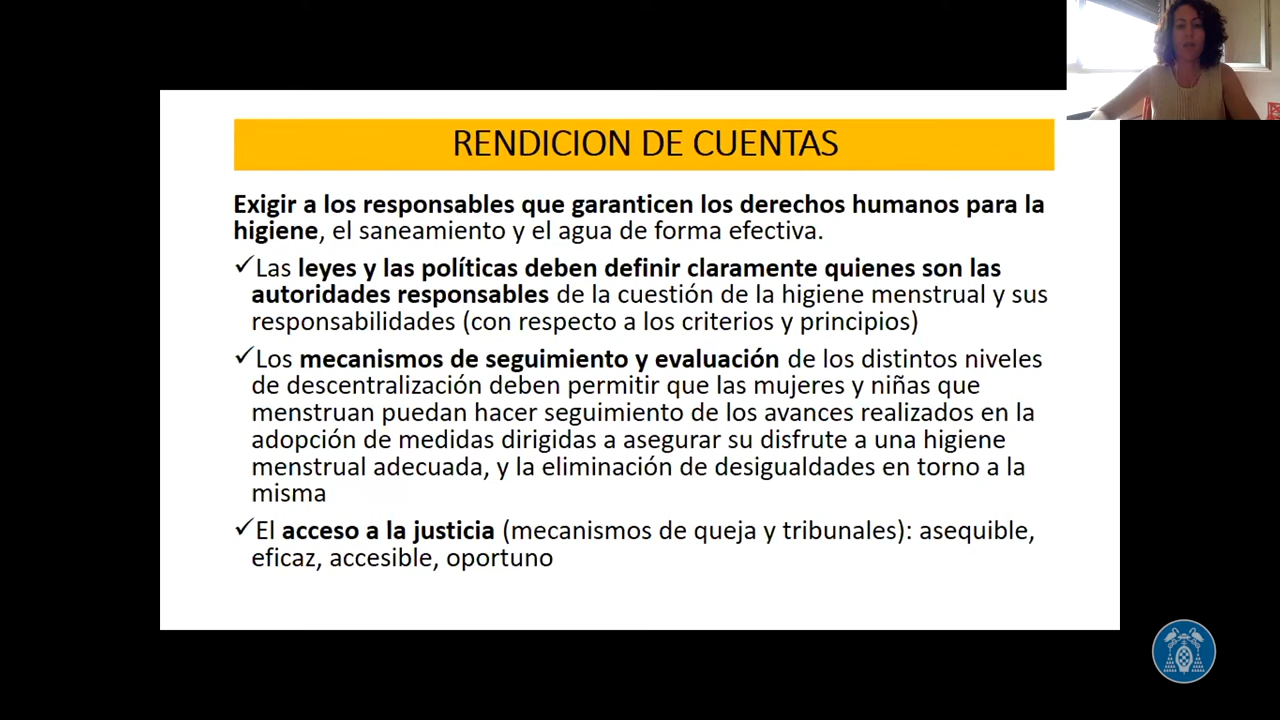 RENDICION DE CUENTAS
Exigir a los responsables que garanticen los derechos humanos para la
higiene, el saneamiento y el agua de forma efectiva.
✓Las leyes y las políticas deben definir claramente quienes son las
autoridades responsables de la cuestión de la higiene menstrual y sus
responsabilidades (con respecto a los criterios y principios)
✓Los mecanismos de seguimiento y evaluación de los distintos niveles
de descentralización deben permitir que las mujeres y niñas que
menstruan puedan hacer seguimiento de los avances realizados en la
adopción de medidas dirigidas a asegurar su disfrute a una higiene
menstrual adecuada, y la eliminación de desigualdades en torno a la
misma
✓El acceso a la justicia (mecanismos de queja y tribunales): asequible,
eficaz, accesible, oportuno